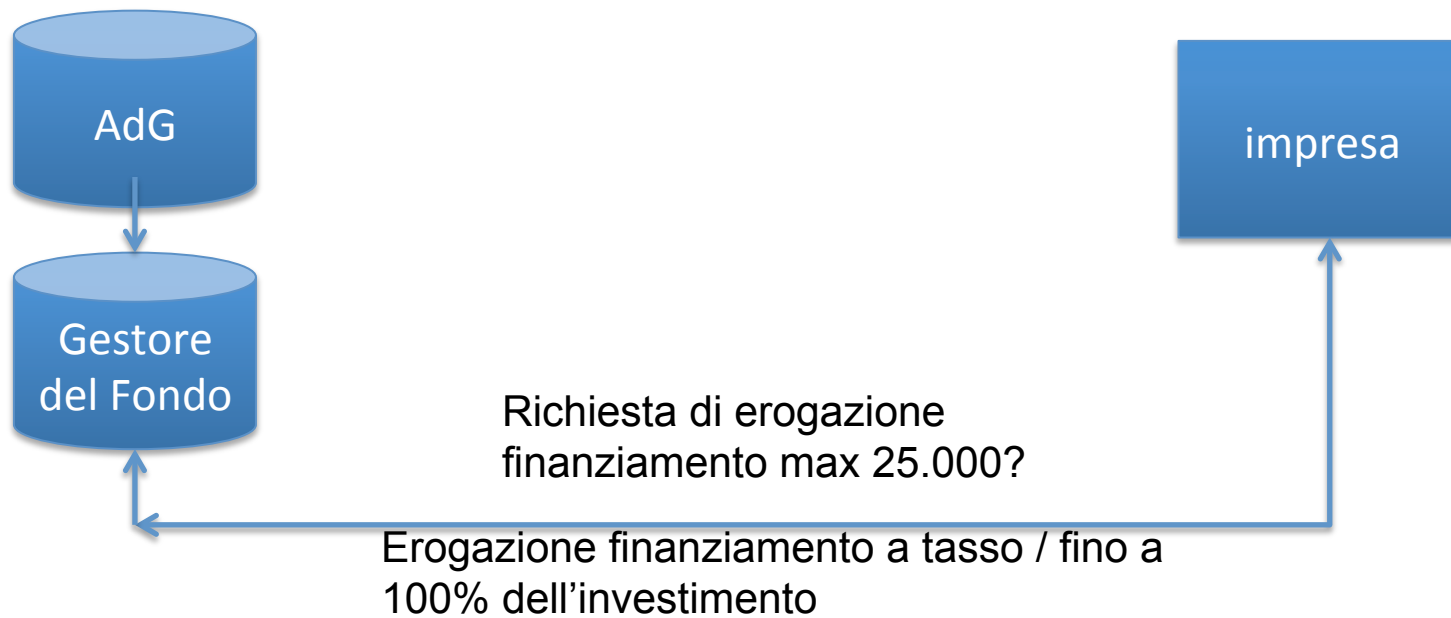 AdG
impresa
Gestore
del Fondo
Richiesta di erogazione
finanziamento max 25.000?
Erogazione finanziamento a tasso / fino a
100% dell’investimento